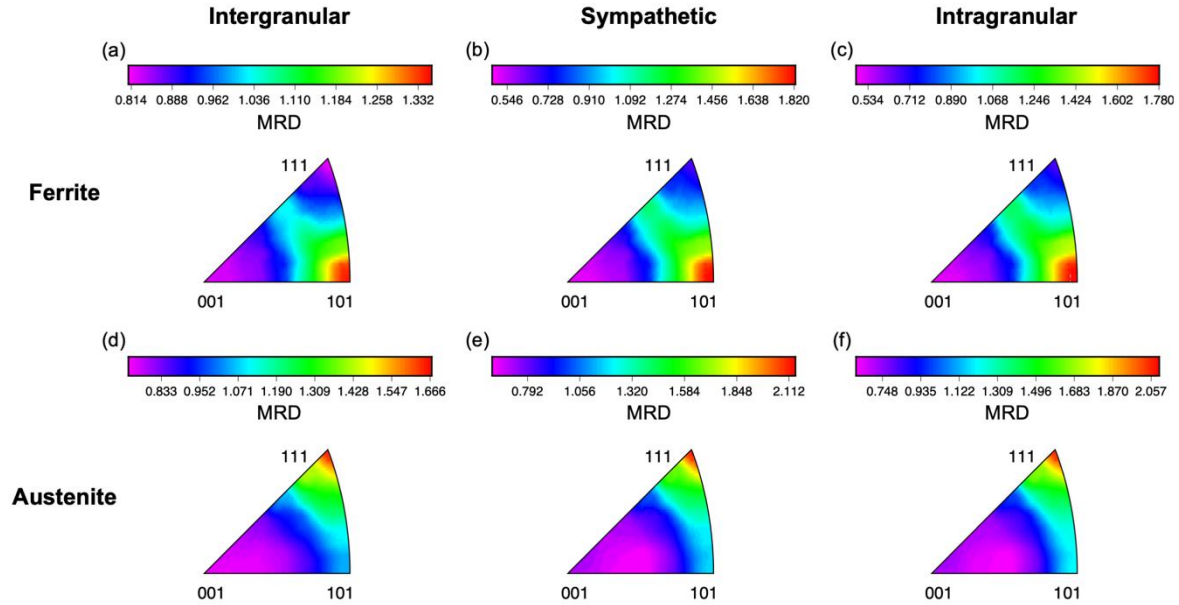 Intergranular Sympathetic Intragranular
(a) (b) (c)
0.814 0.888 0.962 1.036 1.110 1.184 1.258 1.332
MRD
0.546 0.728 0.910 1.092 1.274 1.456 1.638 1.820
MRD
0.534 0.712 0.890 1.068 1.246 1.424 1.602 1.780
MRD
Ferrite
111 111 111
001 101 001 101 001 101
(d) (e) (f)
0.833 0.952 1.071 1.190 1.309 1.428 1.547 1.666
MRD
0.792 1.056 1.320 1.584 1.848 2.112
MRD
0.748 0.935 1.122 1.309 1.496 1.683 1.870 2.057
MRD
Austenite
111 111 111
001 101 001 101 001 101